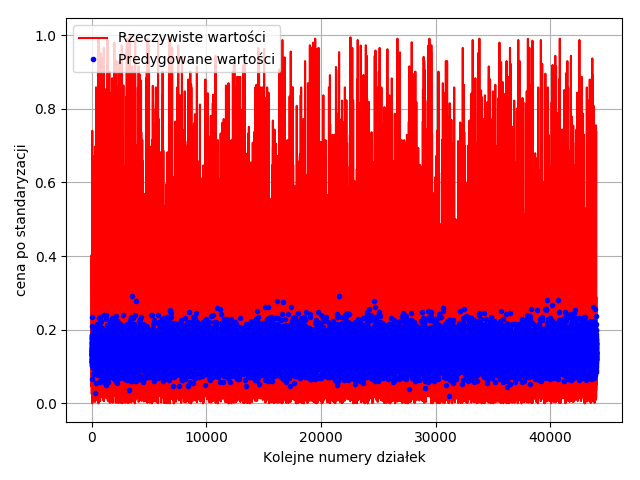 Rzeczywiste wartości
Predygowane wartości
cena po standaryzacji
1.0
0.8
0.6
0.4
0.2
0.0
0 10000 20000 30000 40000
Kolejne numery działek